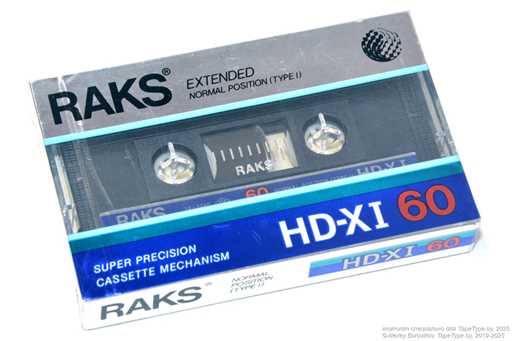 RAKS®
EXTENDED
NORMAL POSITION (TYPE I)
RAKS
RAKS
60
HD-XI
HD-XI 60
SUPER PRECISION
CASSETTE MECHANISM
RAKS®
NORMAL
POSITION
(TYPE I)
HD-XI 60